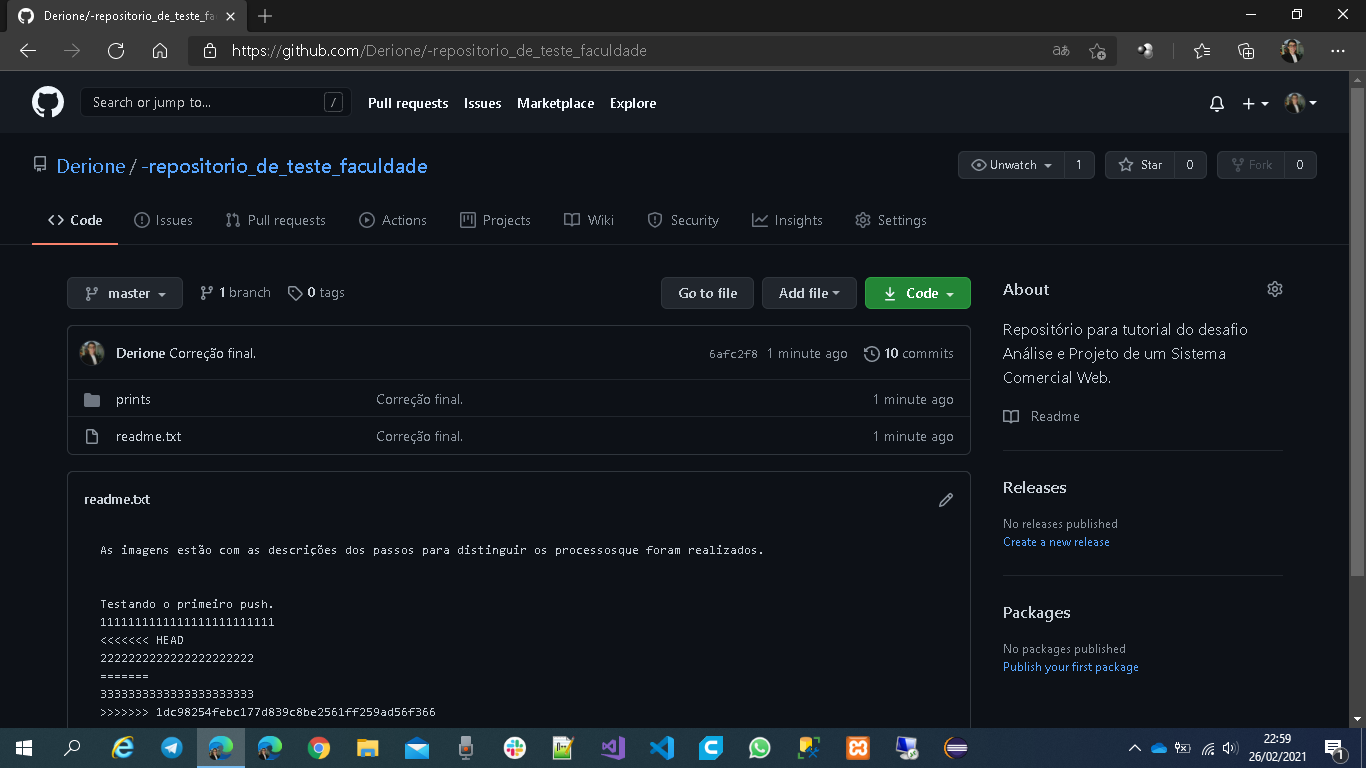 Derione/-repositorio_de_teste_fa
https://github.com/Derione/-repositorio_de_teste_faculdade
aあ
Search or jump to...
/
Pull requests
Issues
Marketplace
Explore
Derione / -repositorio_de_teste_faculdade
Unwatch
1
Star
0
Fork
0
Code
Issues
Pull requests
Actions
Projects
Wiki
Security
Insights
Settings
master
1 branch
0 tags
Go to file
Add file
Code
Derione Correção final.
6afc2f8
1 minute ago
10 commits
prints
Correção final.
1 minute ago
readme.txt
Correção final.
1 minute ago
readme.txt
As imagens estão com as descrições dos passos para distinguir os processosque foram realizados.
Testando o primeiro push.
1111111111111111111111111
<<<<<<< HEAD
2222222222222222222222
=======
3333333333333333333333
>>>>>>> 1dc98254febc177d839c8be2561ff259ad56f366
About
Repositório para tutorial do desafio
Análise e Projeto de um Sistema
Comercial Web.
Readme
Releases
No releases published
Create a new release
Packages
No packages published
Publish your first package
22:59
26/02/2021
1